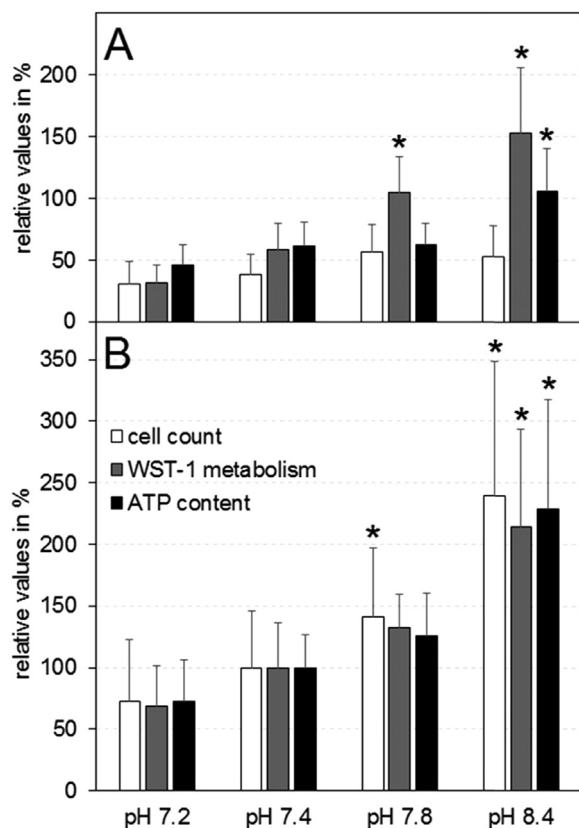 A
relative values in %
200
150
100
50
0
*
*
*
B
relative values in %
350
300
250
200
150
100
50
0
cell count
WST-1 metabolism
ATP content
*
*
*
*
pH 7.2 pH 7.4 pH 7.8 pH 8.4